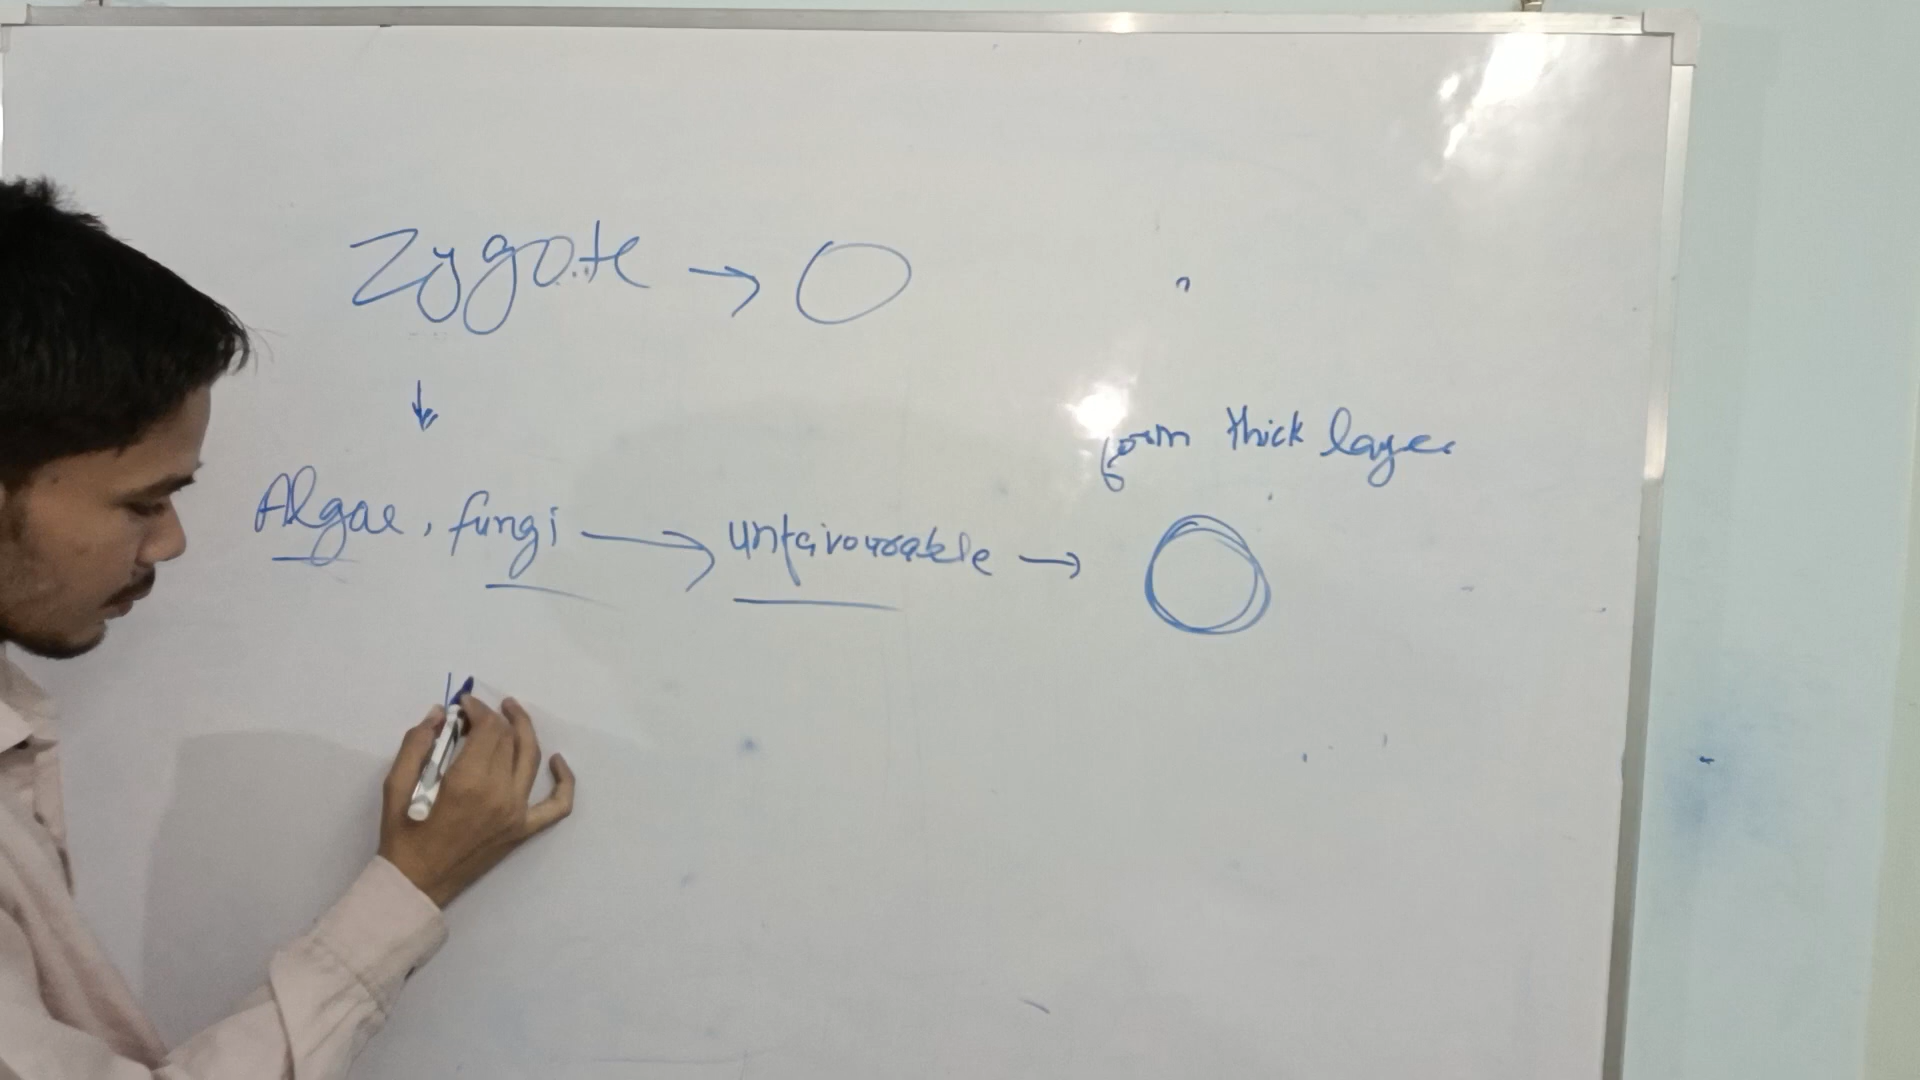 Zygote →
↓
form thick layer
Algae, fungi → unfavourable →